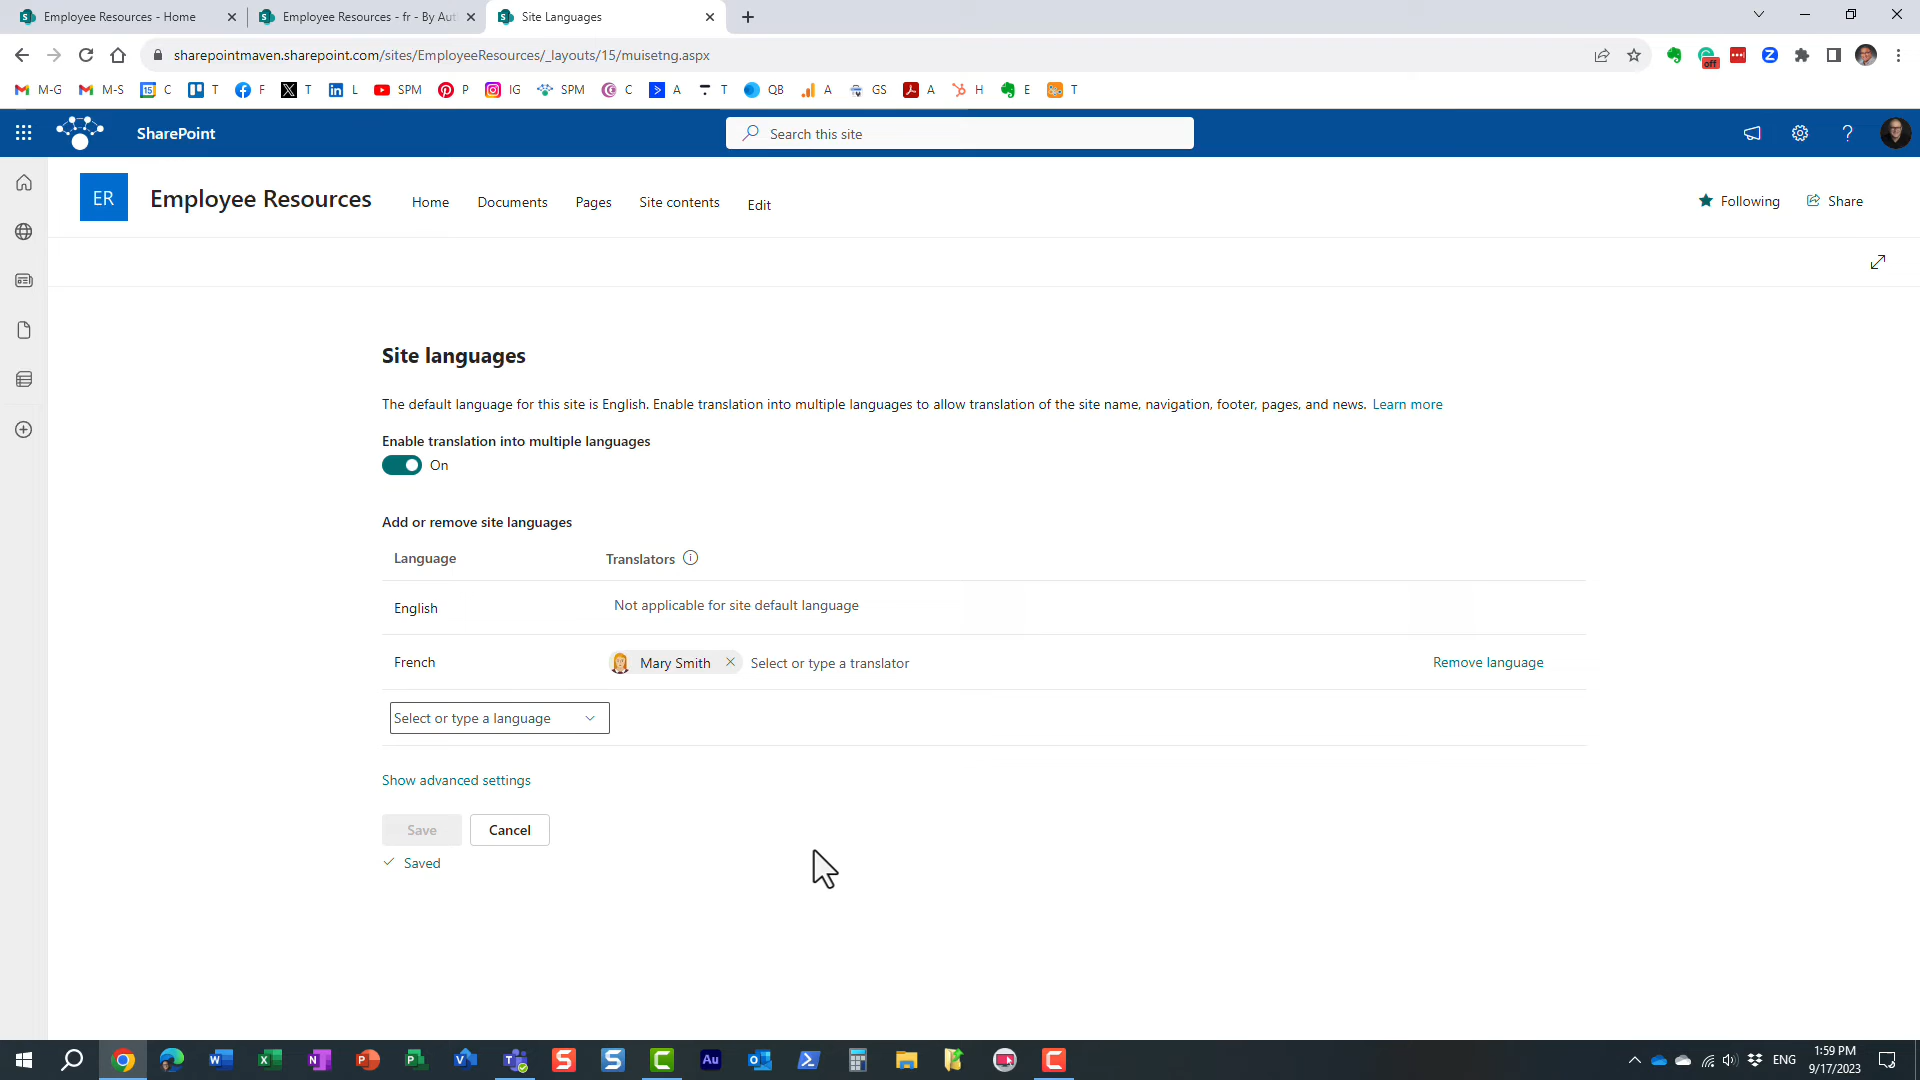 Employee Resources - Home
Employee Resources - fr - By Aut
Site Languages
sharepointmaven.sharepoint.com/sites/EmployeeResources/_layouts/15/muisetng.aspx
off
M-G M-S C T F T L SPM P IG SPM C A T QB A GS A H E T
SharePoint
Search this site
ER
Employee Resources
Home Documents Pages Site contents Edit
Following Share
Site languages
The default language for this site is English. Enable translation into multiple languages to allow translation of the site name, navigation, footer, pages, and news. Learn more
Enable translation into multiple languages
On
Add or remove site languages
Language Translators
English Not applicable for site default language
French Mary Smith Select or type a translator Remove language
Select or type a language
Show advanced settings
Save Cancel
Saved
ENG
1:59 PM
9/17/2023